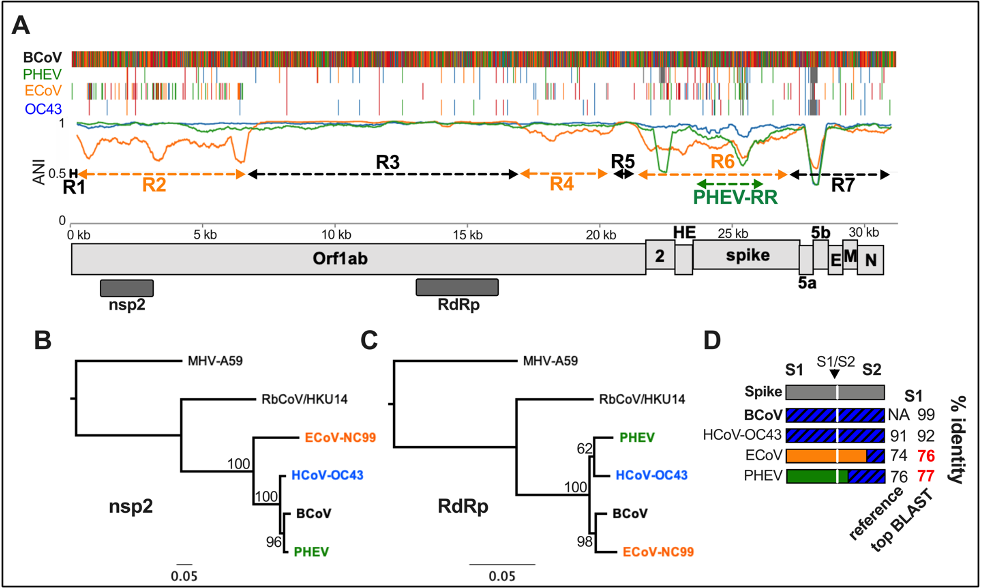 A
BCoV
PHEV
ECoV
OC43
1
ANI
0.5
0
R1
R2
R3
R4
R5
R6
R7
PHEV-RR
0 kb
5 kb
10 kb
15 kb
20 kb
25 kb
30 kb
Orf1ab
2
HE
spike
5a
5b
E
M
N
nsp2
RdRp
B
MHV-A59
RbCoV/HKU14
ECoV-NC99
100
HCoV-OC43
100
BCoV
96
PHEV
nsp2
0.05
C
MHV-A59
RbCoV/HKU14
PHEV
62
HCoV-OC43
100
BCoV
98
ECoV-NC99
RdRp
0.05
D
S1/S2
S1 S2
Spike S1
BCoV NA 99
HCoV-OC43 91 92
ECoV 74 76
PHEV 76 77
reference
top BLAST
% identity